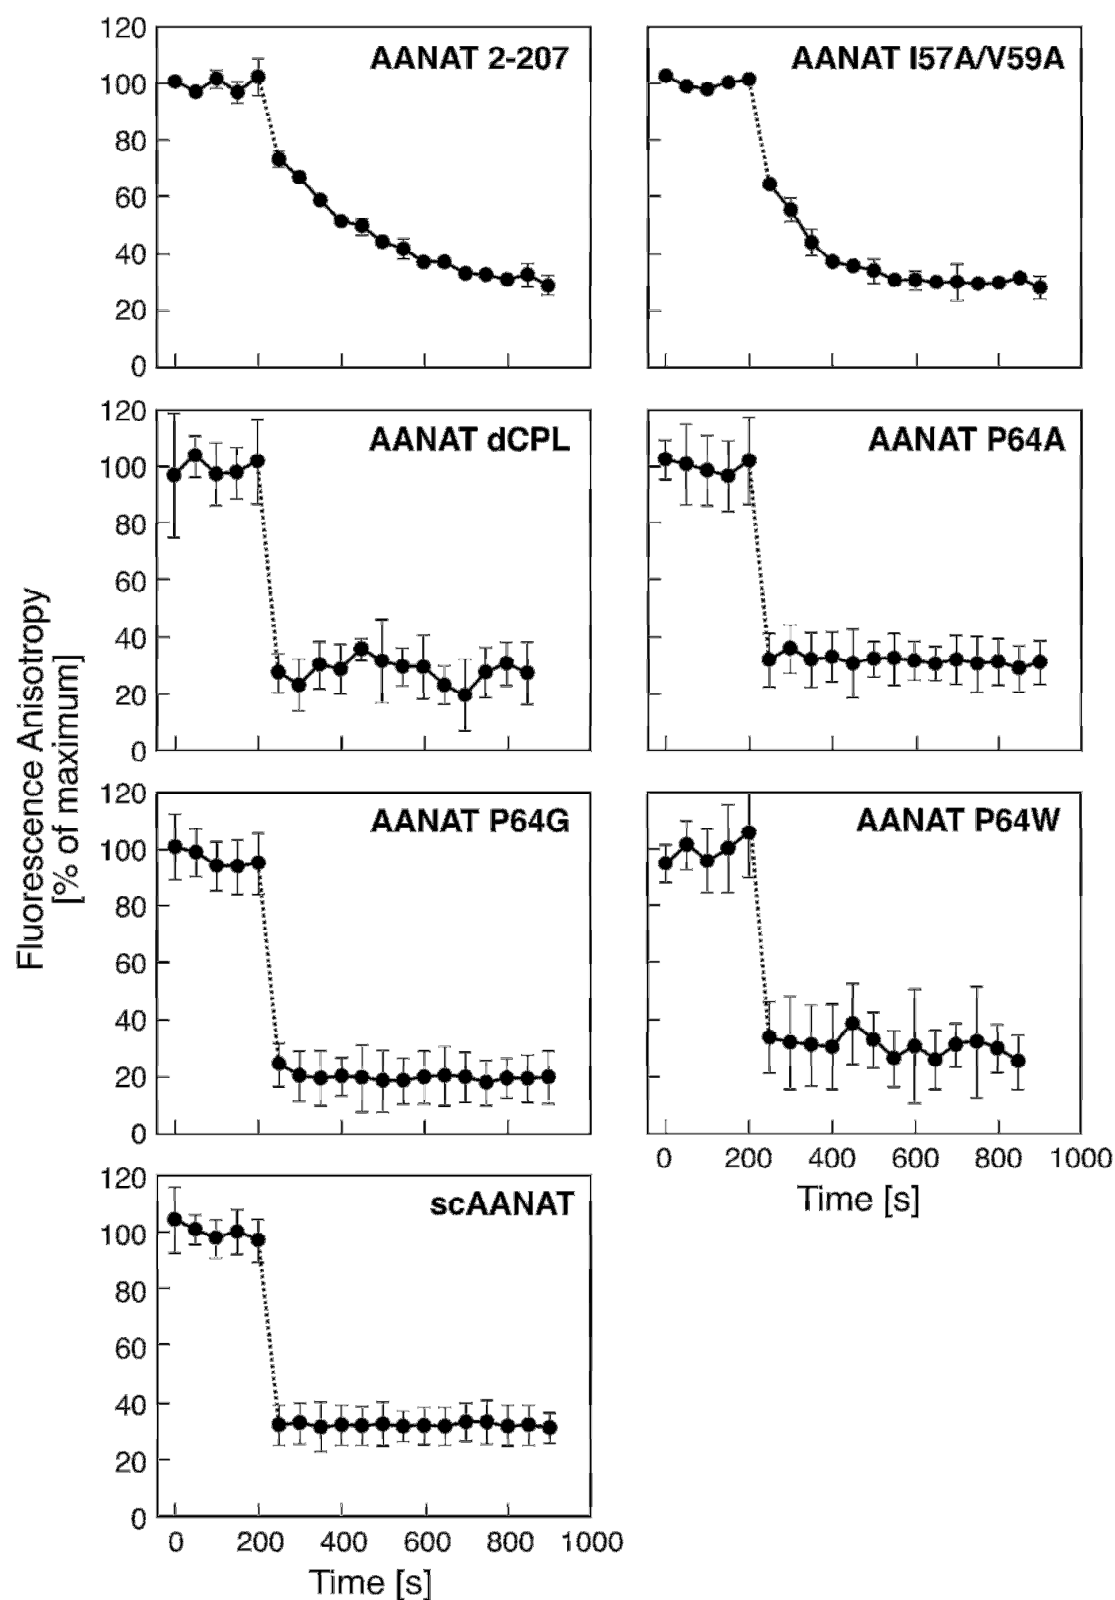 120
100
80
60
40
20
0
AANAT 2-207
AANAT I57A/V59A
120
100
80
60
40
20
0
AANAT dCPL
AANAT P64A
Fluorescence Anisotropy
[% of maximum]
120
100
80
60
40
20
0
AANAT P64G
AANAT P64W
0 200 400 600 800 1000
Time [s]
120
100
80
60
40
20
0
scAANAT
0 200 400 600 800 1000
Time [s]